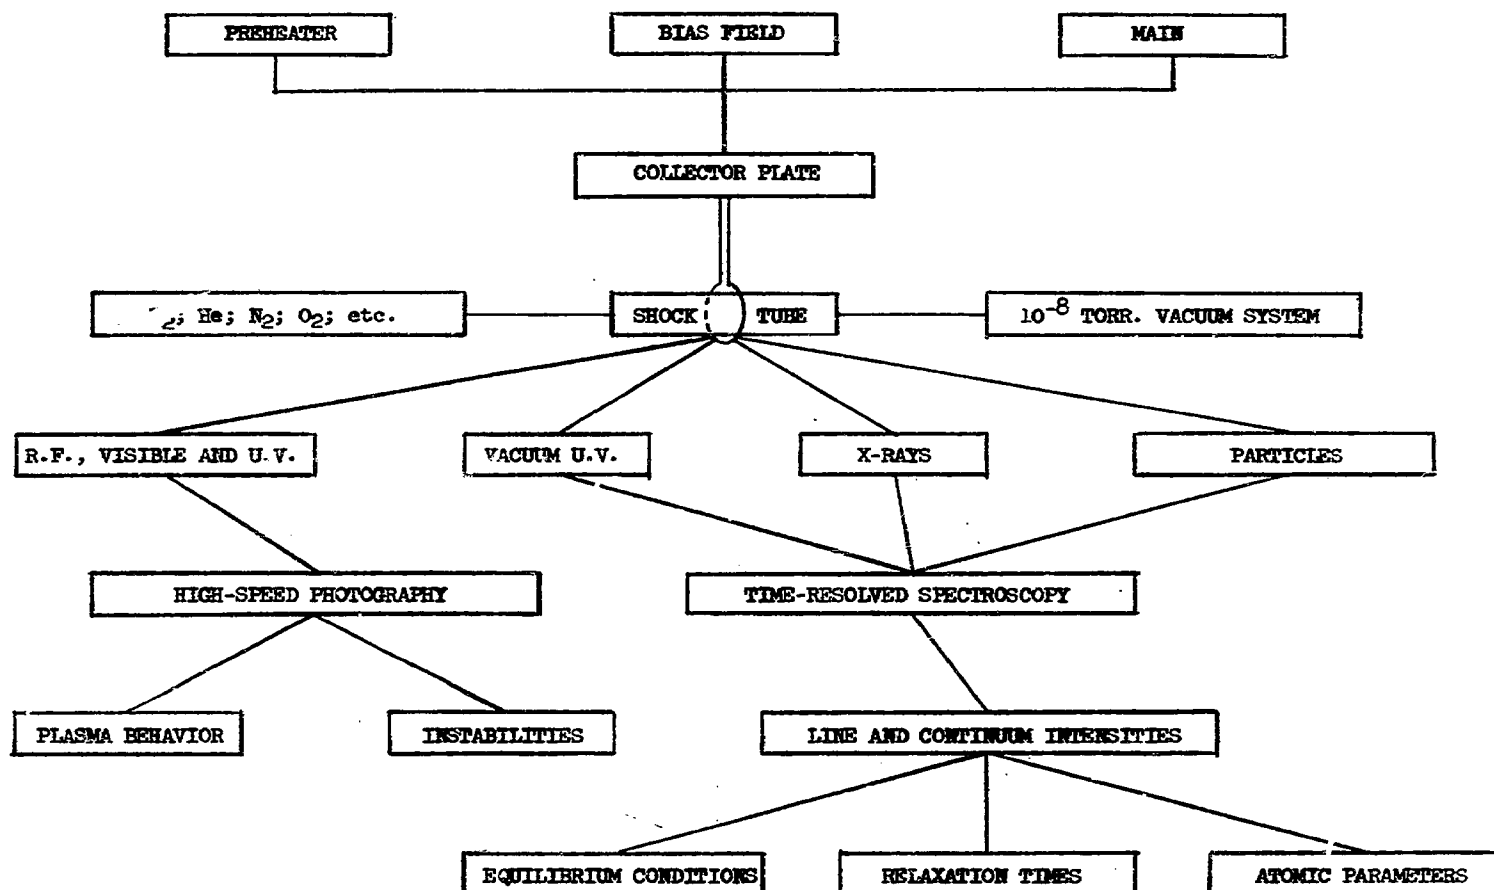 PREHEATER
BIAS FIELD
MAIN
COLLECTOR PLATE
₂; He; N₂; O₂; etc.
SHOCK TUBE
10⁻⁸ TORR. VACUUM SYSTEM
R.F., VISIBLE AND U.V.
VACUUM U.V.
X-RAYS
PARTICLES
HIGH-SPEED PHOTOGRAPHY
TIME-RESOLVED SPECTROSCOPY
PLASMA BEHAVIOR
INSTABILITIES
LINE AND CONTINUUM INTENSITIES
EQUILIBRIUM CONDITIONS
RELAXATION TIMES
ATOMIC PARAMETERS